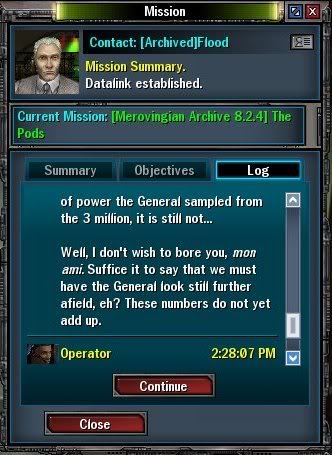 Mission
Contact: [Archived]Flood
Mission Summary.
Datalink established.
Current Mission: [Merovingian Archive 8.2.4] The
Pods
Summary
Objectives
Log
of power the General sampled from
the 3 million, it is still not...
Well, I don't wish to bore you, mon
ami. Suffice it to say that we must
have the General look still further
afield, eh? These numbers do not yet
add up.
Operator 2:28:07 PM
Continue
Close